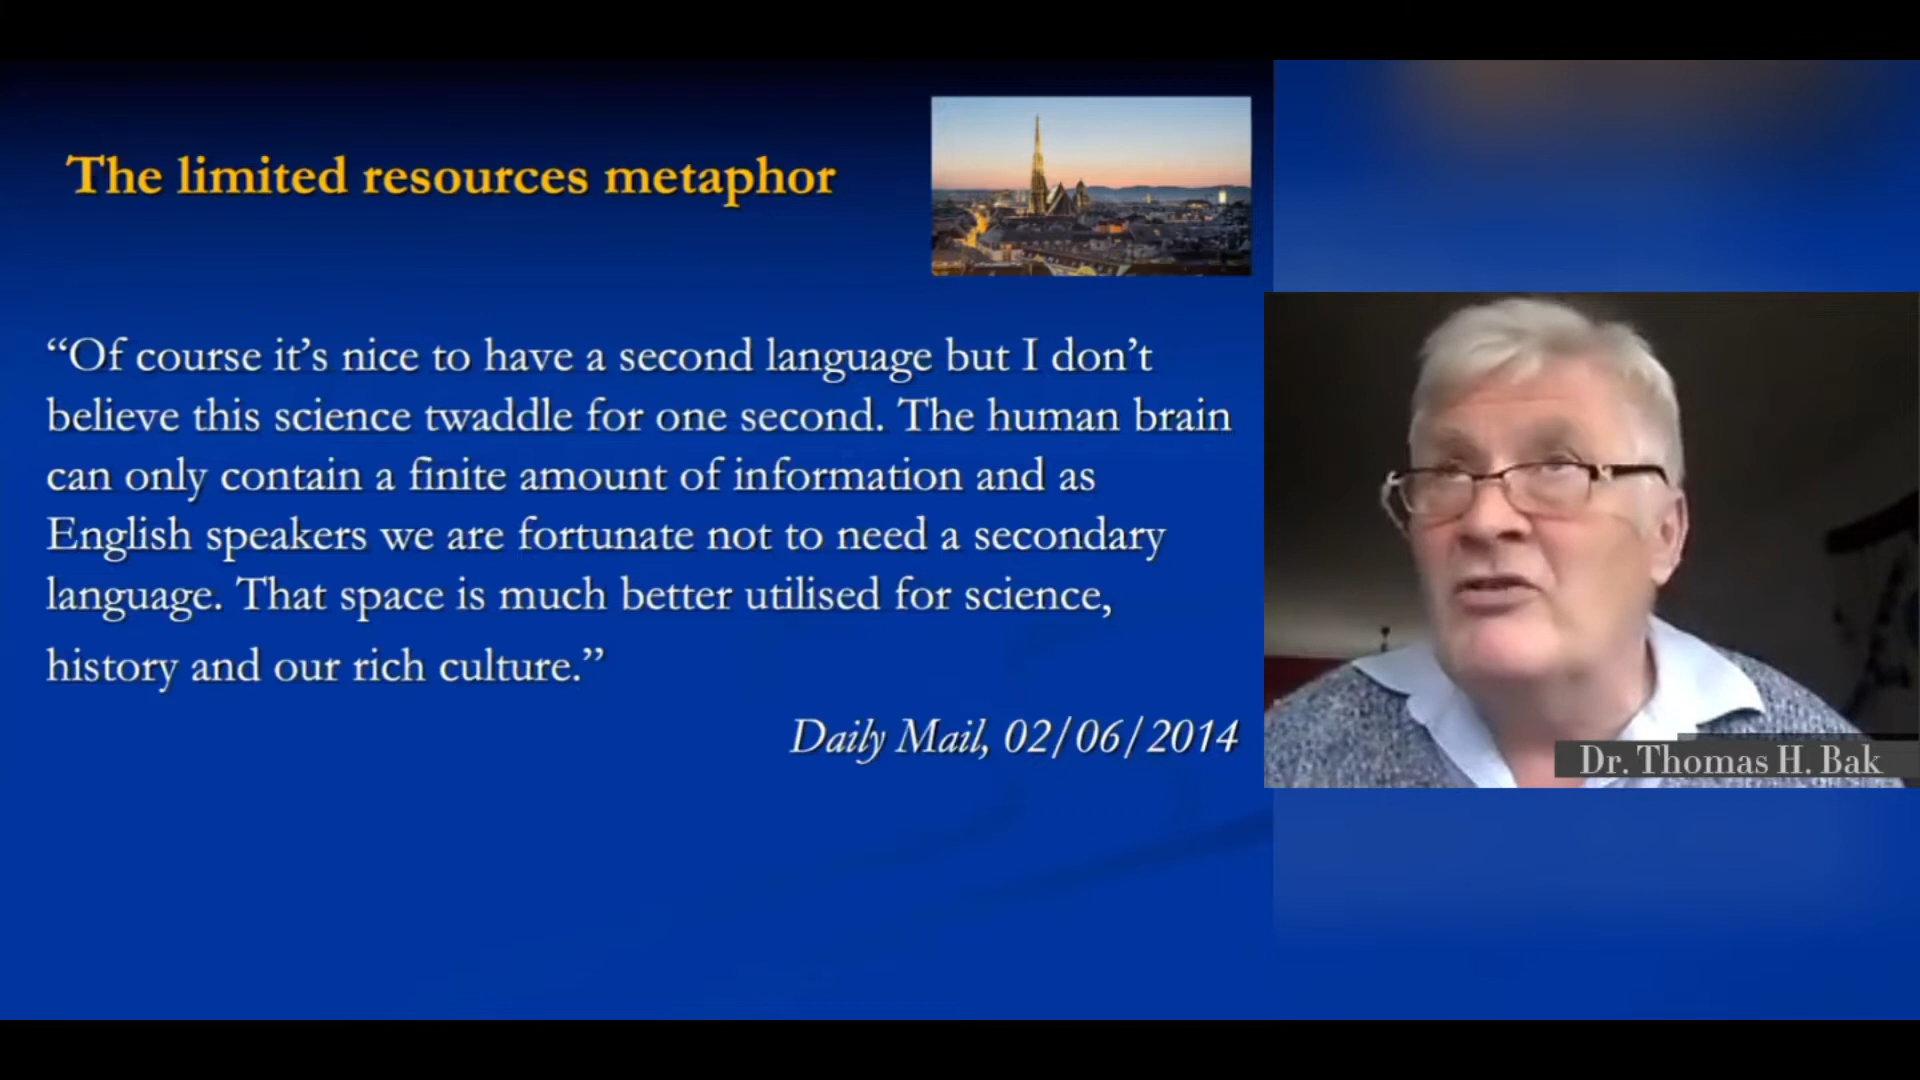 The limited resources metaphor
“Of course it’s nice to have a second language but I don’t
believe this science twaddle for one second. The human brain
can only contain a finite amount of information and as
English speakers we are fortunate not to need a secondary
language. That space is much better utilised for science,
history and our rich culture.”
Daily Mail, 02/06/2014
Dr. Thomas H. Bak